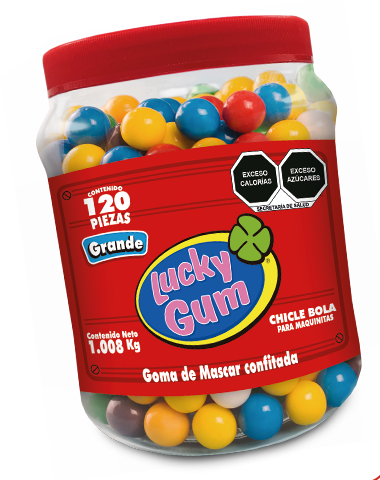 EXCESO
CALORÍAS
EXCESO
AZÚCARES
SECRETARÍA DE SALUD
CONTENIDO
120
PIEZAS
Grande
Lucky
Gum
®
CHICLE BOLA
PARA MAQUINITAS
Contenido Neto
1.008 Kg
Goma de Mascar confitada